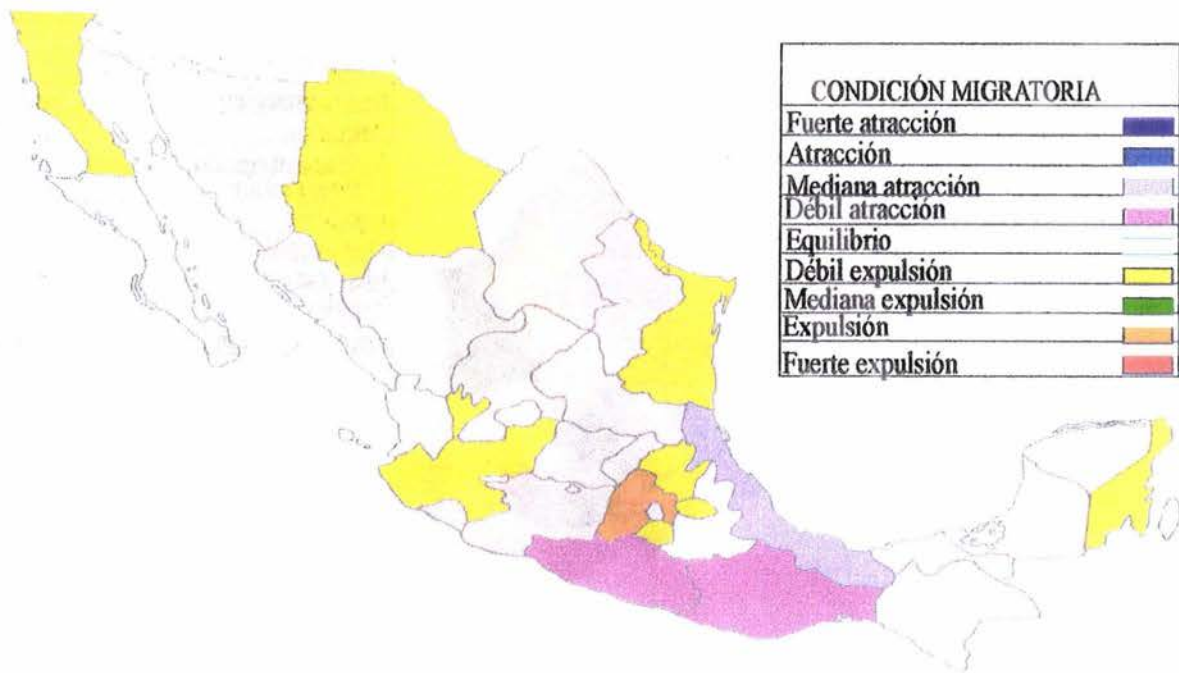 CONDICIÓN MIGRATORIA
Fuerte atracción
Atracción
Mediana atracción
Débil atracción
Equilibrio
Débil expulsión
Mediana expulsión
Expulsión
Fuerte expulsión